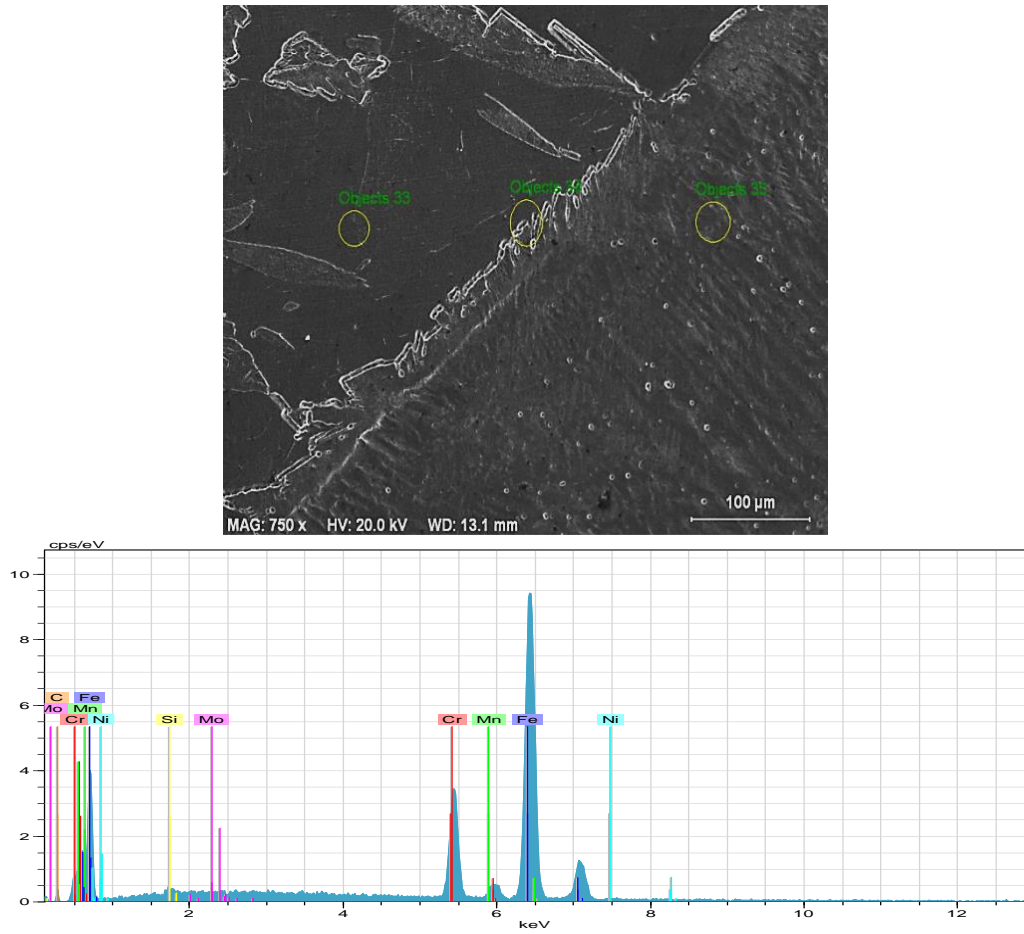 Objects 33
Objects 34
Objects 35
100 µm
MAG: 750 x HV: 20.0 kV WD: 13.1 mm
cps/eV
10
8
6
4
2
0
C Fe
Mo Mn
Cr Ni Si Mo Cr Mn Fe Ni
2 4 6 8 10 12
keV